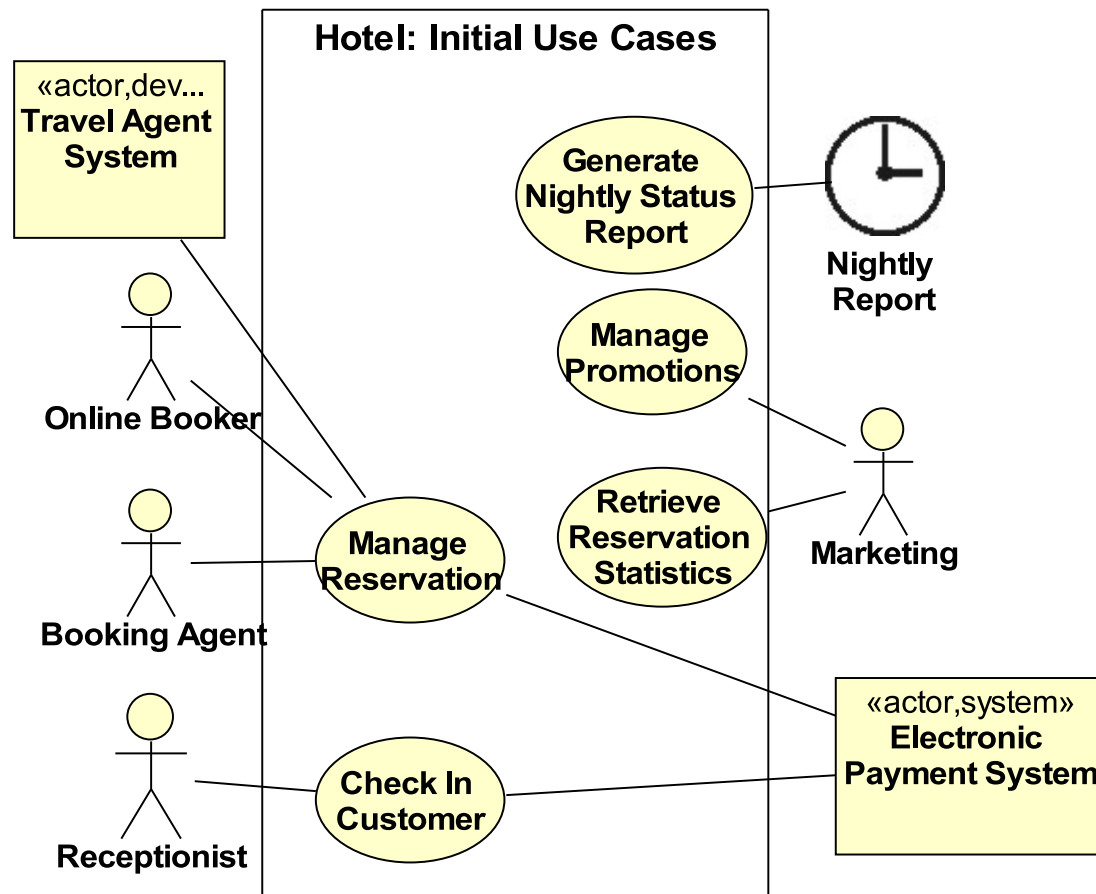 Hotel: Initial Use Cases
«actor,dev...
Travel Agent
System
Generate
Nightly Status
Report
Nightly
Report
Online Booker
Manage
Promotions
Retrieve
Reservation
Statistics
Marketing
Manage
Reservation
Booking Agent
«actor,system»
Electronic
Payment System
Check In
Customer
Receptionist